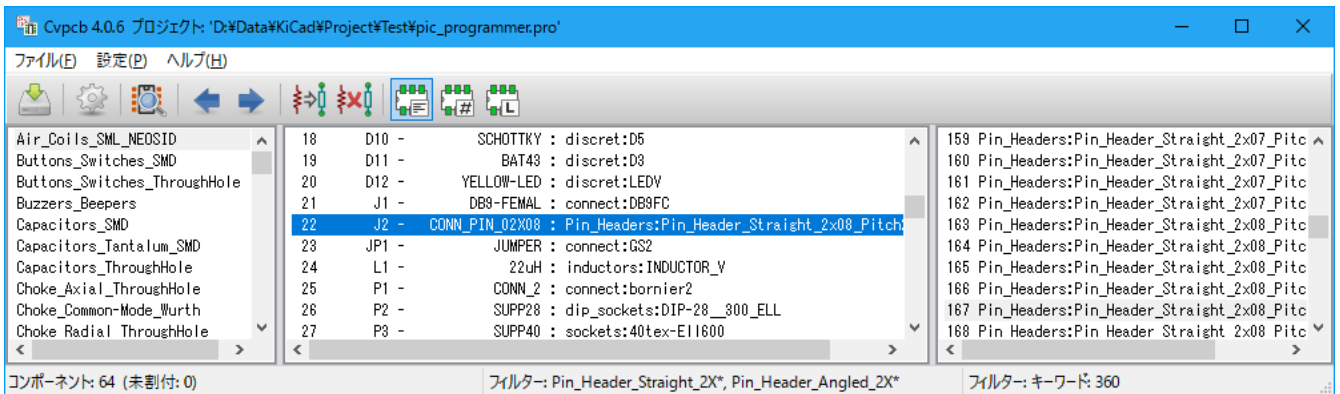 Cvpcb 4.0.6 プロジェクト: 'D:¥Data¥KiCad¥Project¥Test¥pic_programmer.pro'
ファイル(F) 設定(P) ヘルプ(H)
Air_Coils_SML_NEOSID
Buttons_Switches_SMD
Buttons_Switches_ThroughHole
Buzzers_Beepers
Capacitors_SMD
Capacitors_Tantalum_SMD
Capacitors_ThroughHole
Choke_Axial_ThroughHole
Choke_Common-Mode_Wurth
Choke_Radial_ThroughHole
18 D10 - SCHOTTKY : discret:D5
19 D11 - BAT43 : discret:D3
20 D12 - YELLOW-LED : discret:LEDV
21 J1 - DB9-FEMAL : connect:DB9FC
22 J2 - CONN_PIN_02X08 : Pin_Headers:Pin_Header_Straight_2x08_Pitch2
23 JP1 - JUMPER : connect:GS2
24 L1 - 22uH : inductors:INDUCTOR_V
25 P1 - CONN_2 : connect:bornier2
26 P2 - SUPP28 : dip_sockets:DIP-28__300_ELL
27 P3 - SUPP40 : sockets:40tex-Ell600
159 Pin_Headers:Pin_Header_Straight_2x07_Pitc
160 Pin_Headers:Pin_Header_Straight_2x07_Pitc
161 Pin_Headers:Pin_Header_Straight_2x07_Pitc
162 Pin_Headers:Pin_Header_Straight_2x07_Pitc
163 Pin_Headers:Pin_Header_Straight_2x08_Pitc
164 Pin_Headers:Pin_Header_Straight_2x08_Pitc
165 Pin_Headers:Pin_Header_Straight_2x08_Pitc
166 Pin_Headers:Pin_Header_Straight_2x08_Pitc
167 Pin_Headers:Pin_Header_Straight_2x08_Pitc
168 Pin_Headers:Pin_Header_Straight_2x08_Pitc
コンポーネント: 64 (未割付: 0)
フィルター: Pin_Header_Straight_2X*, Pin_Header_Angled_2X*
フィルター: キーワード: 360